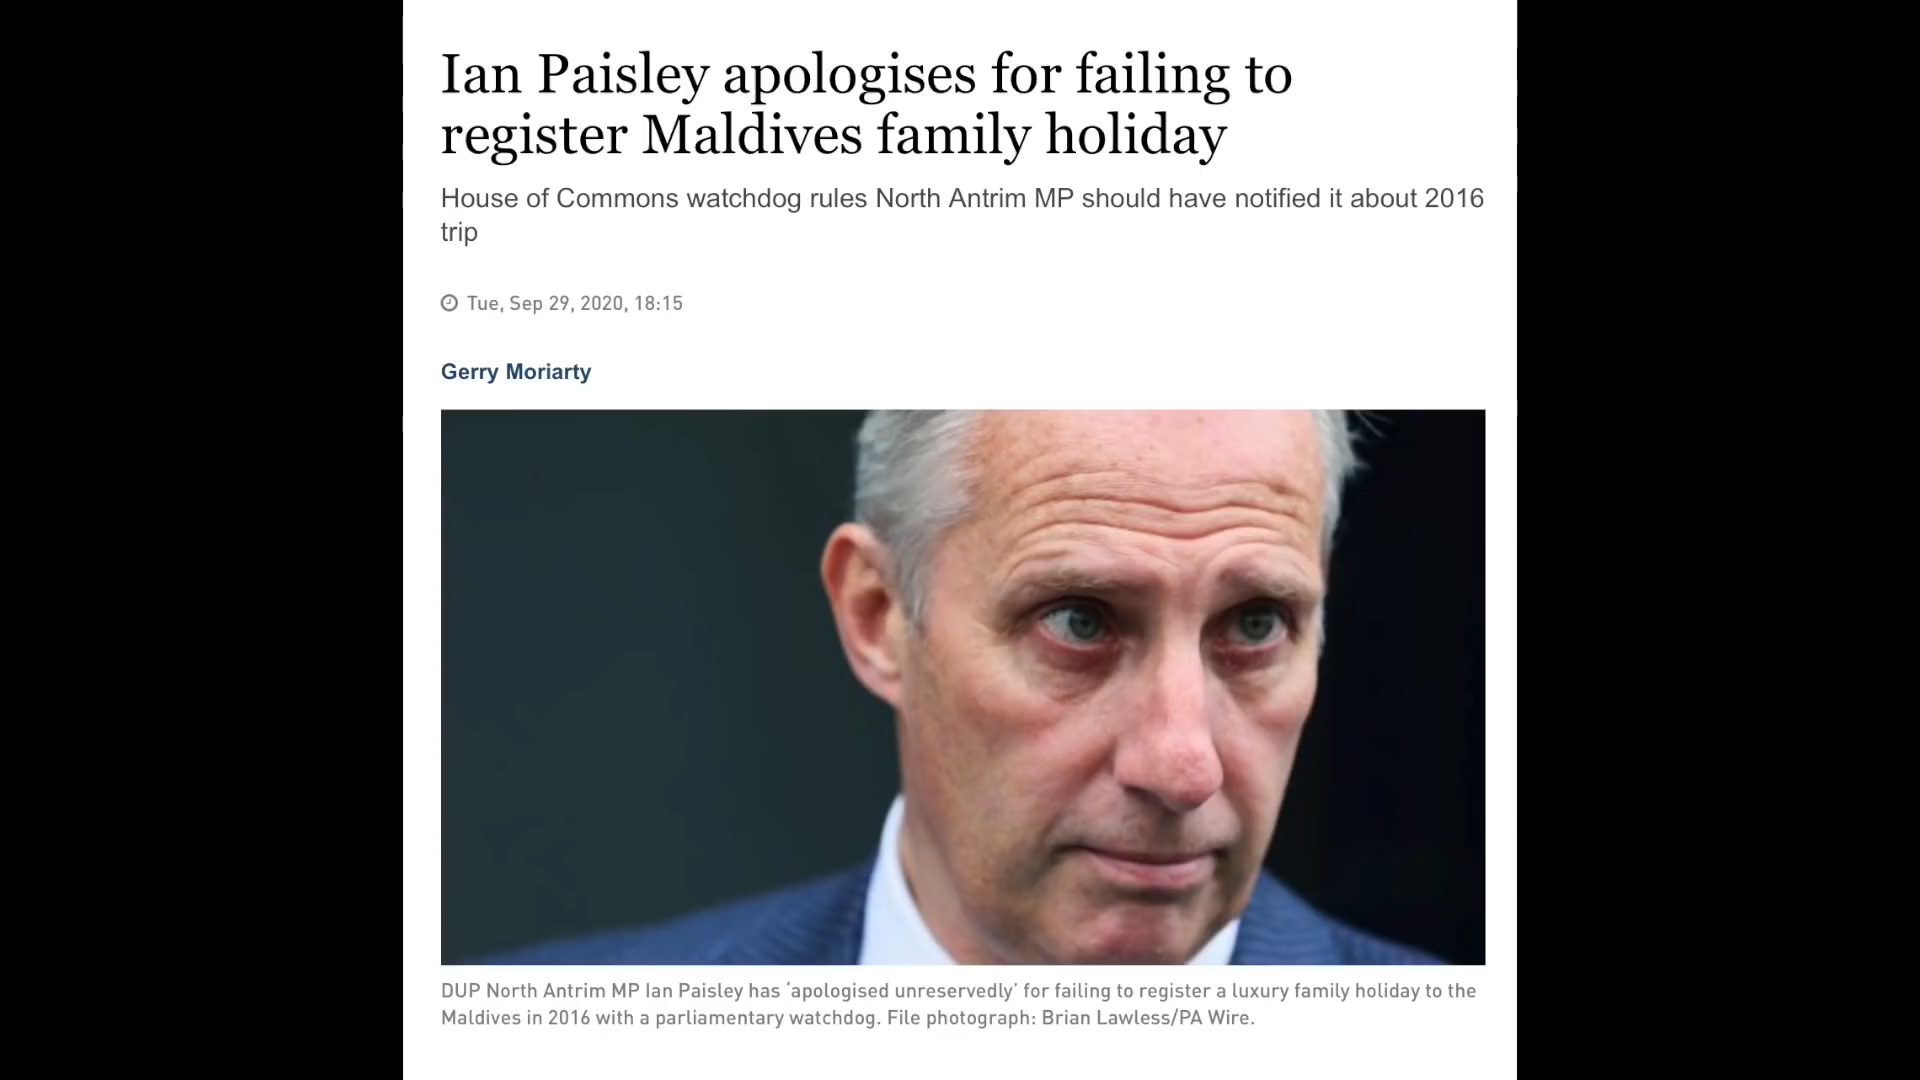 Ian Paisley apologises for failing to
register Maldives family holiday
House of Commons watchdog rules North Antrim MP should have notified it about 2016
trip
Tue, Sep 29, 2020, 18:15
Gerry Moriarty
DUP North Antrim MP Ian Paisley has ‘apologised unreservedly’ for failing to register a luxury family holiday to the
Maldives in 2016 with a parliamentary watchdog. File photograph: Brian Lawless/PA Wire.